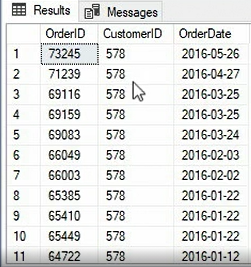 Results Messages
OrderID CustomerID OrderDate
1 73245 578 2016-05-26
2 71239 578 2016-04-27
3 69116 578 2016-03-25
4 69159 578 2016-03-25
5 69083 578 2016-03-24
6 66049 578 2016-02-03
7 66003 578 2016-02-02
8 65385 578 2016-01-22
9 65410 578 2016-01-22
10 65449 578 2016-01-22
11 64722 578 2016-01-12